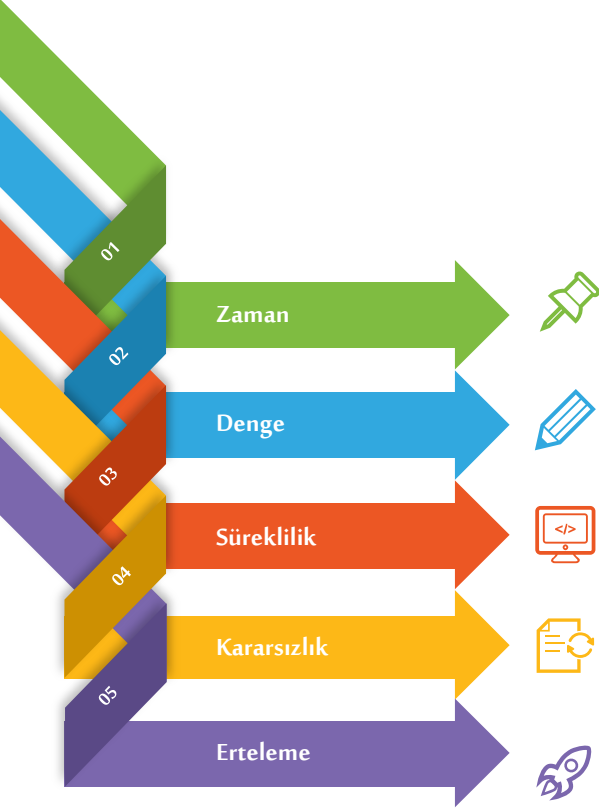 01
Zaman
02
Denge
03
Süreklilik
</>
04
Kararsızlık
05
Erteleme